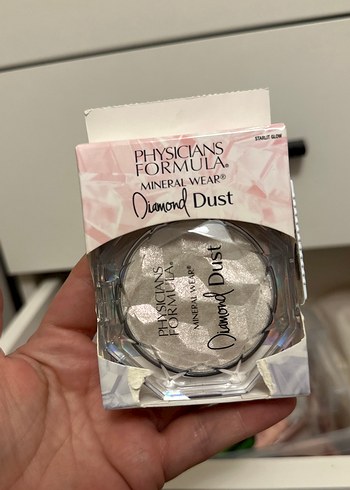 STARLIT GLOW
PHYSICIANS
FORMULA®
MINERAL WEAR®
Diamond Dust
PHYSICIANS
FORMULA®
MINERAL WEAR®
Diamond Dust